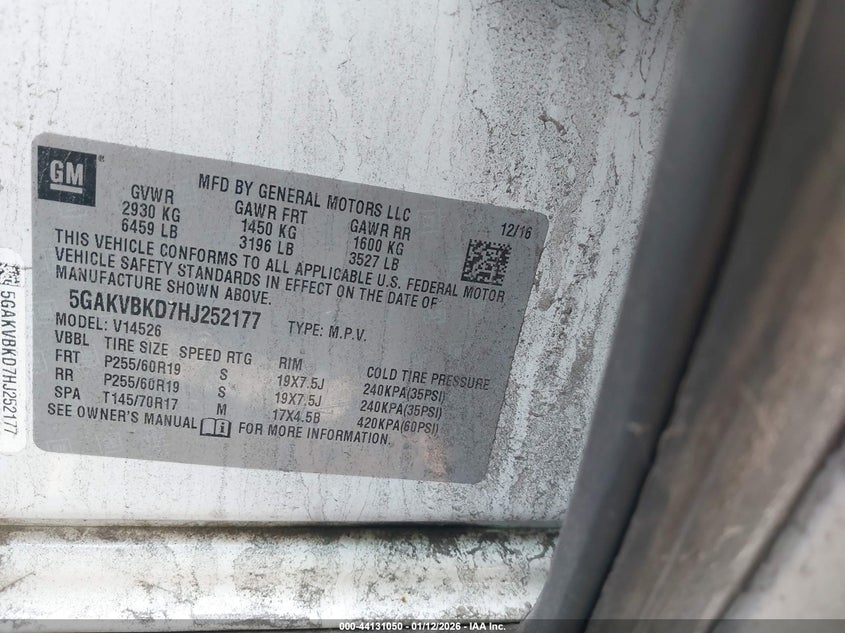 GM
MFD BY GENERAL MOTORS LLC
12/16
GVWR GAWR FRT GAWR RR
2930 KG 1450 KG 1600 KG
6459 LB 3196 LB 3527 LB
THIS VEHICLE CONFORMS TO ALL APPLICABLE U.S. FEDERAL MOTOR
VEHICLE SAFETY STANDARDS IN EFFECT ON THE DATE OF
MANUFACTURE SHOWN ABOVE.
5GAKVBKD7HJ252177
MODEL: V14526 TYPE: M.P.V.
VBBL TIRE SIZE SPEED RTG RIM COLD TIRE PRESSURE
FRT P255/60R19 S 19X7.5J 240KPA(35PSI)
RR P255/60R19 S 19X7.5J 240KPA(35PSI)
SPA T145/70R17 M 17X4.5B 420KPA(60PSI)
SEE OWNER'S MANUAL FOR MORE INFORMATION.
5GAKVBKD7HJ252177
000-44131050 - 01/12/2026 - IAA Inc.